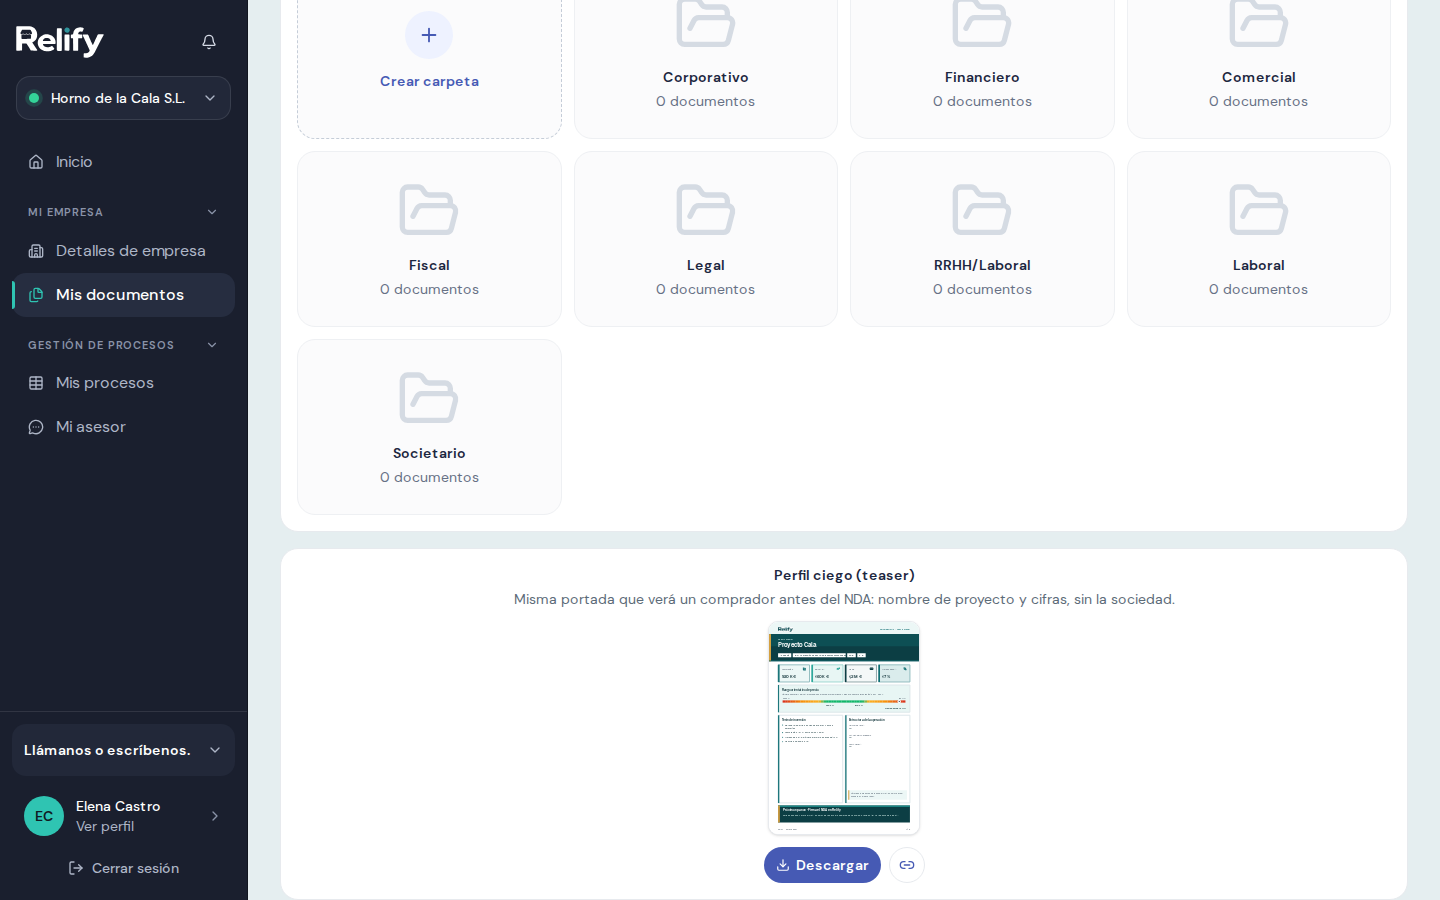 Relify
Horno de la Cala S.L.
Inicio
MI EMPRESA
Detalles de empresa
Mis documentos
GESTIÓN DE PROCESOS
Mis procesos
Mi asesor
Llámanos o escríbenos.
EC
Elena Castro
Ver perfil
Cerrar sesión
Crear carpeta
Corporativo
0 documentos
Financiero
0 documentos
Comercial
0 documentos
Fiscal
0 documentos
Legal
0 documentos
RRHH/Laboral
0 documentos
Laboral
0 documentos
Societario
0 documentos
Perfil ciego (teaser)
Misma portada que verá un comprador antes del NDA: nombre de proyecto y cifras, sin la sociedad.
Relify
Proyecto Cala
Descargar